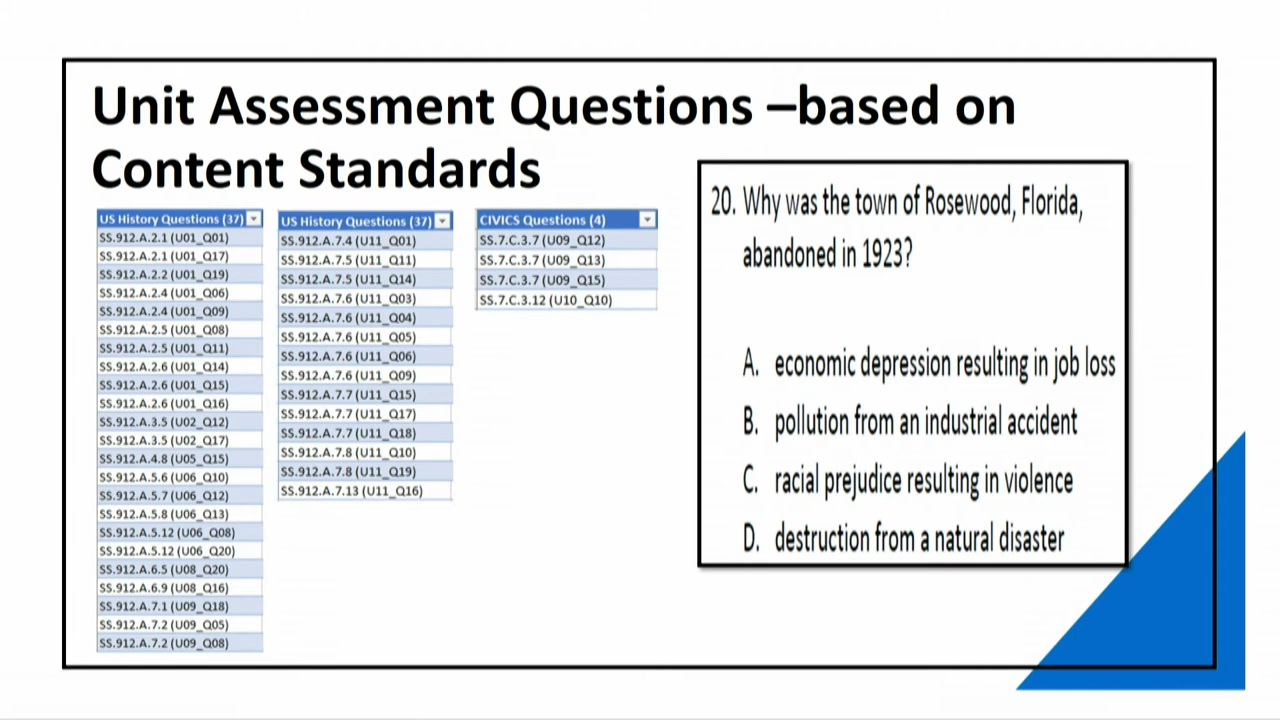 Unit Assessment Questions –based on
Content Standards
US History Questions (37)
SS.912.A.2.1 (U01_Q01)
SS.912.A.2.1 (U01_Q17)
SS.912.A.2.2 (U01_Q19)
SS.912.A.2.4 (U01_Q06)
SS.912.A.2.4 (U01_Q09)
SS.912.A.2.5 (U01_Q08)
SS.912.A.2.5 (U01_Q11)
SS.912.A.2.6 (U01_Q14)
SS.912.A.2.6 (U01_Q15)
SS.912.A.2.6 (U01_Q16)
SS.912.A.3.5 (U02_Q12)
SS.912.A.3.5 (U02_Q17)
SS.912.A.4.8 (U05_Q15)
SS.912.A.5.6 (U06_Q10)
SS.912.A.5.7 (U06_Q12)
SS.912.A.5.8 (U06_Q13)
SS.912.A.5.12 (U06_Q08)
SS.912.A.5.12 (U06_Q20)
SS.912.A.6.5 (U08_Q20)
SS.912.A.6.9 (U08_Q16)
SS.912.A.7.1 (U09_Q18)
SS.912.A.7.2 (U09_Q05)
SS.912.A.7.2 (U09_Q08)
US History Questions (37)
SS.912.A.7.4 (U11_Q01)
SS.912.A.7.5 (U11_Q11)
SS.912.A.7.5 (U11_Q14)
SS.912.A.7.6 (U11_Q03)
SS.912.A.7.6 (U11_Q04)
SS.912.A.7.6 (U11_Q05)
SS.912.A.7.6 (U11_Q06)
SS.912.A.7.6 (U11_Q09)
SS.912.A.7.7 (U11_Q15)
SS.912.A.7.7 (U11_Q17)
SS.912.A.7.7 (U11_Q18)
SS.912.A.7.8 (U11_Q10)
SS.912.A.7.8 (U11_Q19)
SS.912.A.7.13 (U11_Q16)
CIVICS Questions (4)
SS.7.C.3.7 (U09_Q12)
SS.7.C.3.7 (U09_Q13)
SS.7.C.3.7 (U09_Q15)
SS.7.C.3.12 (U10_Q10)
20. Why was the town of Rosewood, Florida,
abandoned in 1923?
A. economic depression resulting in job loss
B. pollution from an industrial accident
C. racial prejudice resulting in violence
D. destruction from a natural disaster